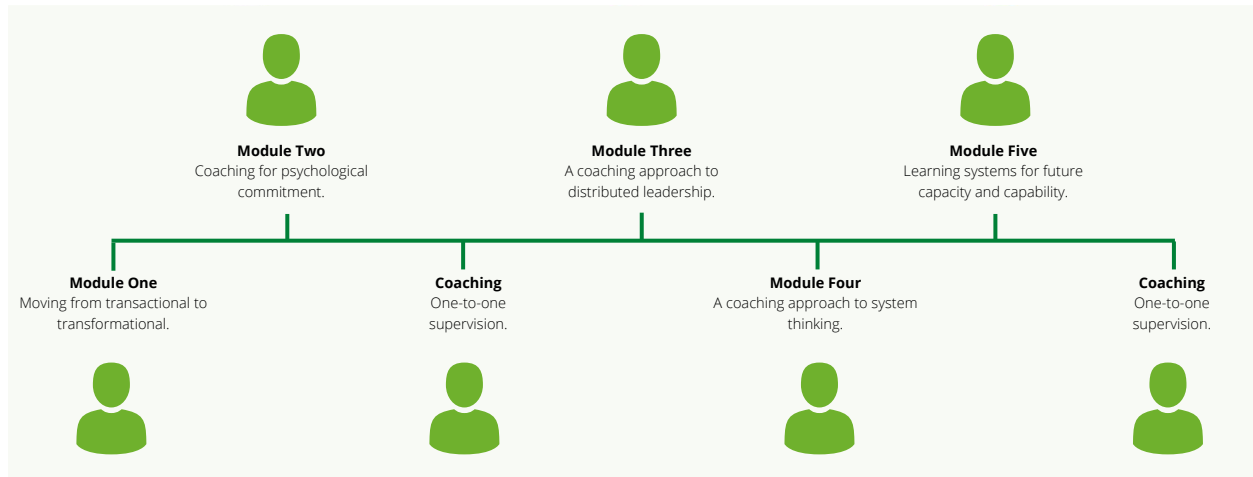 Module Two
Coaching for psychological
commitment.
Module Three
A coaching approach to
distributed leadership.
Module Five
Learning systems for future
capacity and capability.
Module One
Moving from transactional to
transformational.
Coaching
One-to-one
supervision.
Module Four
A coaching approach to system
thinking.
Coaching
One-to-one
supervision.